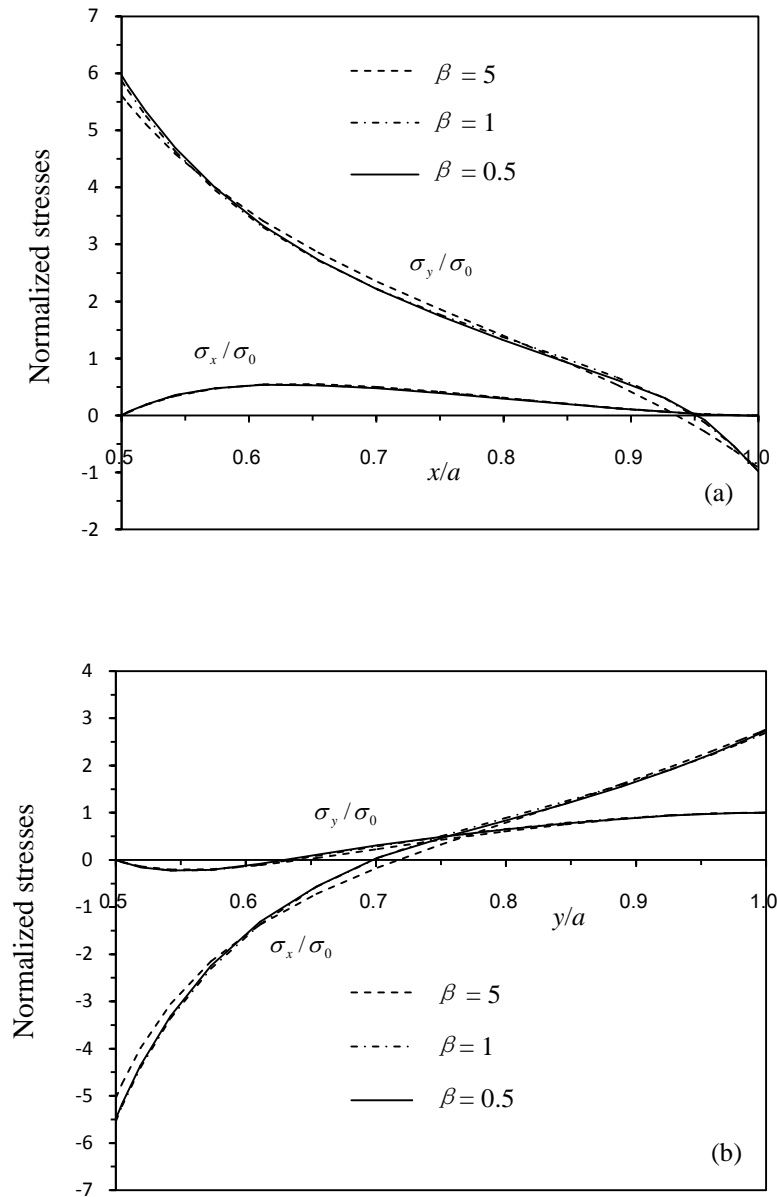 7
6
5
4
3
2
1
0
-1
-2
Normalized stresses
β = 5
β = 1
β = 0.5
σy/σ0
σx/σ0
0.5
0.6
0.7
0.8
0.9
1.0
x/a
(a)
4
3
2
1
0
-1
-2
-3
-4
-5
-6
-7
Normalized stresses
σy/σ0
0.5
0.6
0.7
0.8
0.9
1.0
y/a
σx/σ0
β = 5
β = 1
β = 0.5
(b)